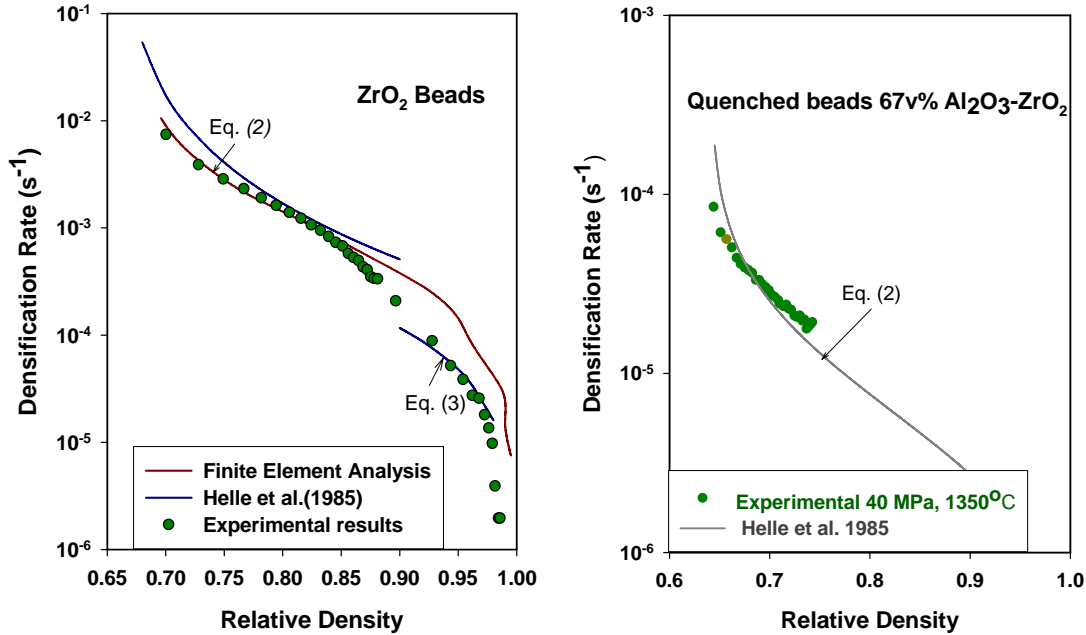 10⁻¹
10⁻²
10⁻³
10⁻⁴
10⁻⁵
10⁻⁶
Densification Rate (s⁻¹)
ZrO₂ Beads
Eq. (2)
Eq. (3)
Finite Element Analysis
Helle et al.(1985)
Experimental results
0.65 0.70 0.75 0.80 0.85 0.90 0.95 1.00
Relative Density
10⁻³
10⁻⁴
10⁻⁵
10⁻⁶
Densification Rate (s⁻¹)
Quenched beads 67v% Al₂O₃-ZrO₂
Eq. (2)
Experimental 40 MPa, 1350ºC
Helle et al. 1985
0.6 0.7 0.8 0.9 1.0
Relative Density